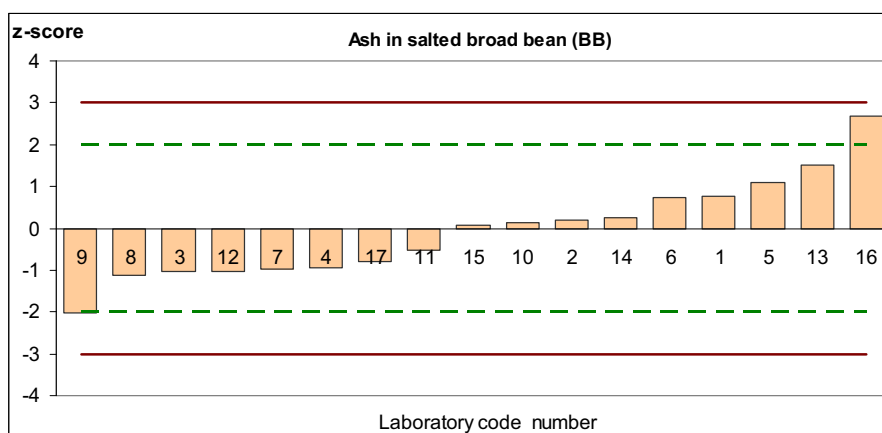 z-score
Ash in salted broad bean (BB)
4
3
2
1
0
-1
-2
-3
-4
9 8 3 12 7 4 17 11 15 10 2 14 6 1 5 13 16
Laboratory code number